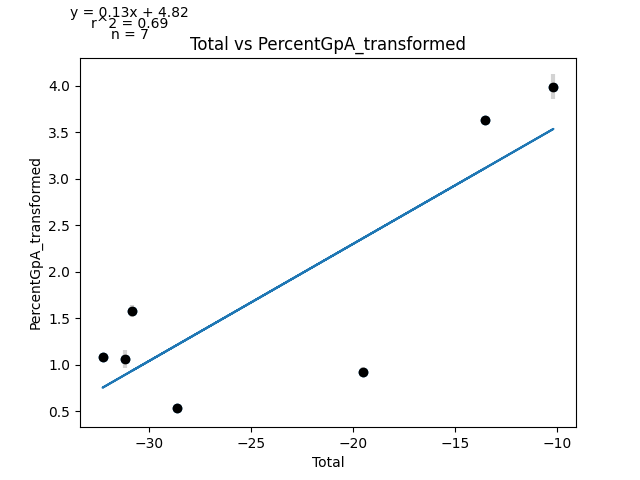 y = 0.13x + 4.82
r^2 = 0.69
n = 7
Total vs PercentGpA_transformed
PercentGpA_transformed
4.0
3.5
3.0
2.5
2.0
1.5
1.0
0.5
−30
−25
−20
−15
−10
Total